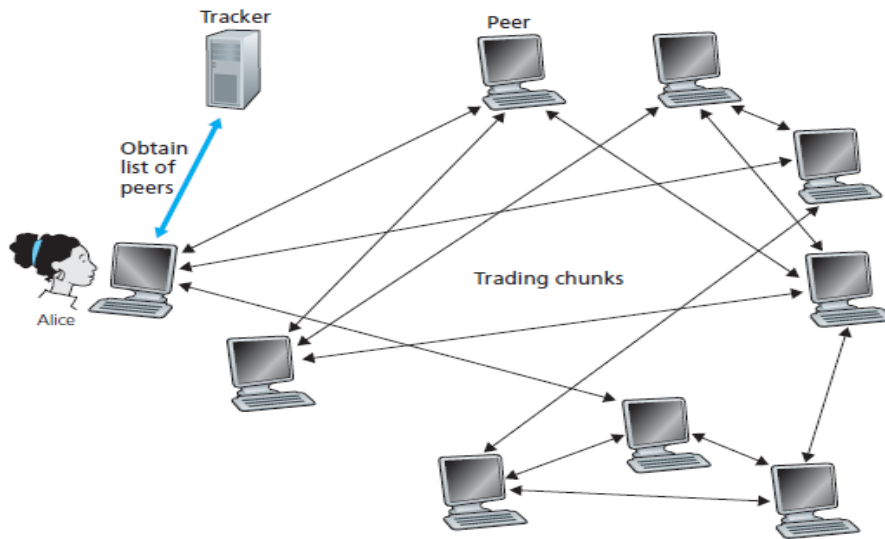 Tracker
Peer
Obtain
list of
peers
Trading chunks
Alice